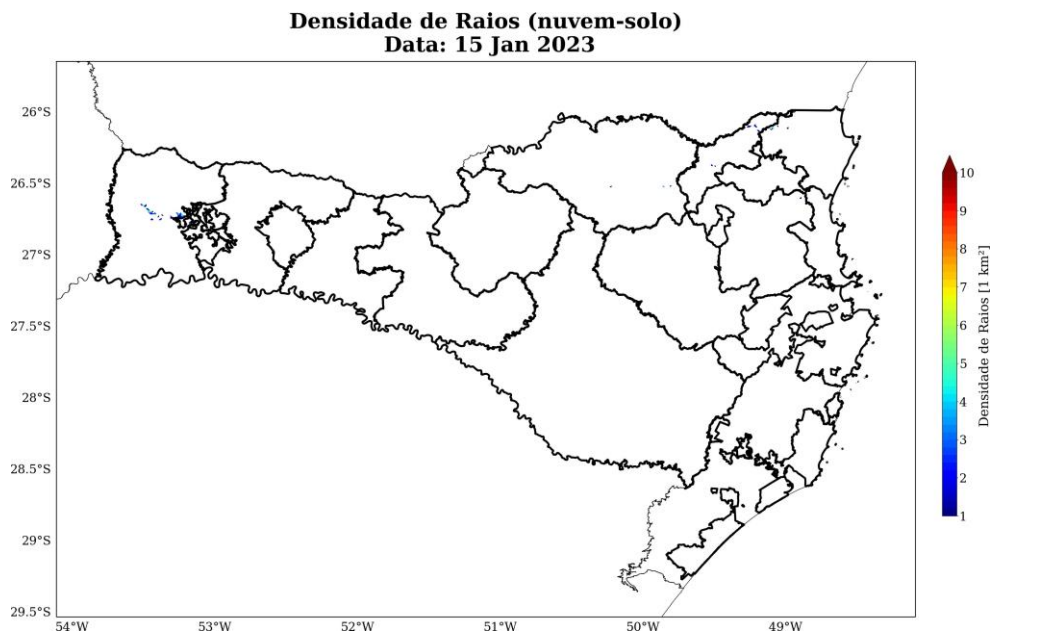 Densidade de Raios (nuvem-solo)
Data: 15 Jan 2023
26°S
26.5°S
27°S
27.5°S
28°S
28.5°S
29°S
29.5°S
54°W
53°W
52°W
51°W
50°W
49°W
10
9
8
7
6
5
4
3
2
1
Densidade de Raios [1 km²]